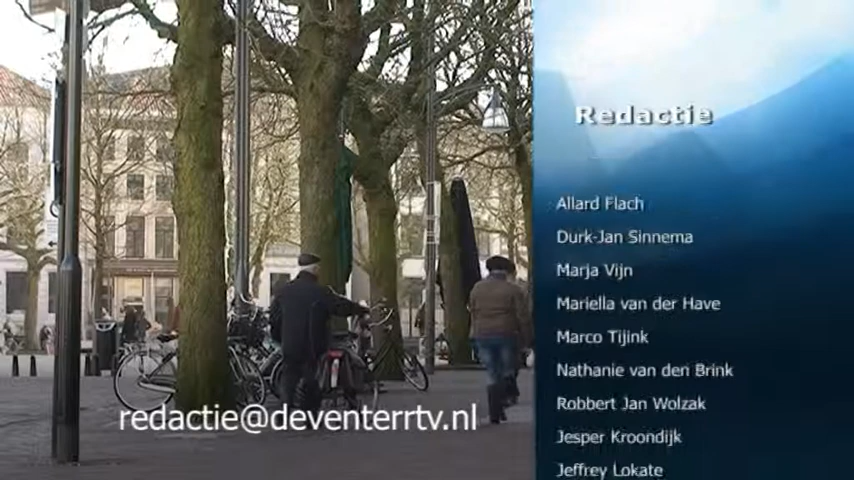 redactie@deventerrtv.nl
Redactie
Allard Flach
Durk-Jan Sinnema
Marja Vijn
Mariella van der Have
Marco Tijink
Nathanie van den Brink
Robbert Jan Wolzak
Jesper Kroondijk
Jeffrey Lokate